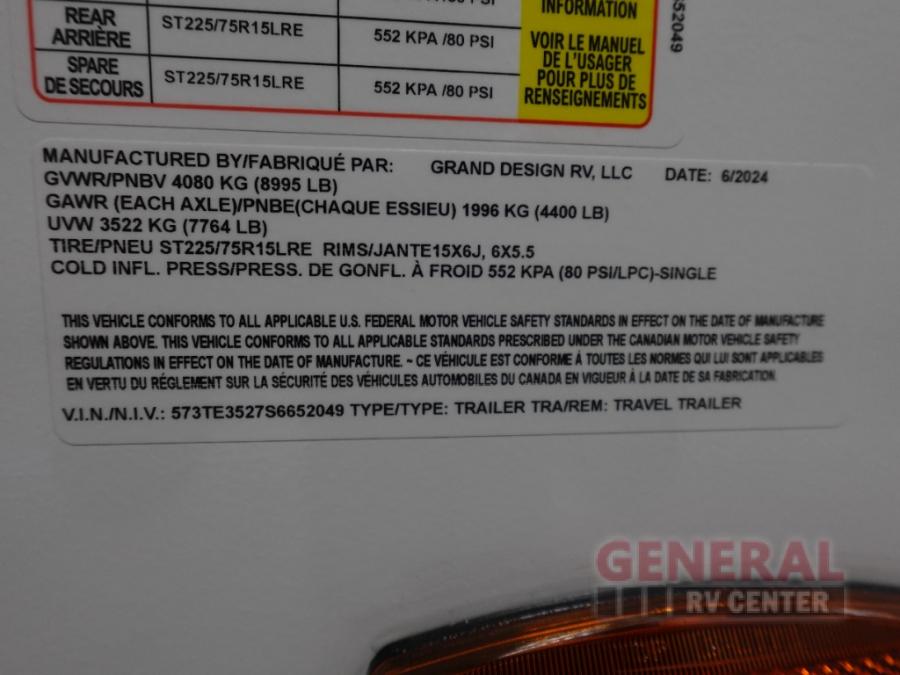 INFORMATION
REAR
ARRIÈRE
ST225/75R15LRE
552 KPA /80 PSI
VOIR LE MANUEL
DE L'USAGER
POUR PLUS DE
RENSEIGNEMENTS
SPARE
DE SECOURS
ST225/75R15LRE
552 KPA /80 PSI
52049
MANUFACTURED BY/FABRIQUÉ PAR: GRAND DESIGN RV, LLC DATE: 6/2024
GVWR/PNBV 4080 KG (8995 LB)
GAWR (EACH AXLE)/PNBE(CHAQUE ESSIEU) 1996 KG (4400 LB)
UVW 3522 KG (7764 LB)
TIRE/PNEU ST225/75R15LRE RIMS/JANTE15X6J, 6X5.5
COLD INFL. PRESS/PRESS. DE GONFL. À FROID 552 KPA (80 PSI/LPC)-SINGLE
THIS VEHICLE CONFORMS TO ALL APPLICABLE U.S. FEDERAL MOTOR VEHICLE SAFETY STANDARDS IN EFFECT ON THE DATE OF MANUFACTURE
SHOWN ABOVE. THIS VEHICLE CONFORMS TO ALL APPLICABLE STANDARDS PRESCRIBED UNDER THE CANADIAN MOTOR VEHICLE SAFETY
REGULATIONS IN EFFECT ON THE DATE OF MANUFACTURE. ~ CE VÉHICULE EST CONFORME À TOUTES LES NORMES QUI LUI SONT APPLICABLES
EN VERTU DU RÉGLEMENT SUR LA SÉCURITÉ DES VÉHICULES AUTOMOBILES DU CANADA EN VIGUEUR À LA DATE DE SA FABRICATION.
V.I.N./N.I.V.: 573TE3527S6652049 TYPE/TYPE: TRAILER TRA/REM: TRAVEL TRAILER
GENERAL
RV CENTER